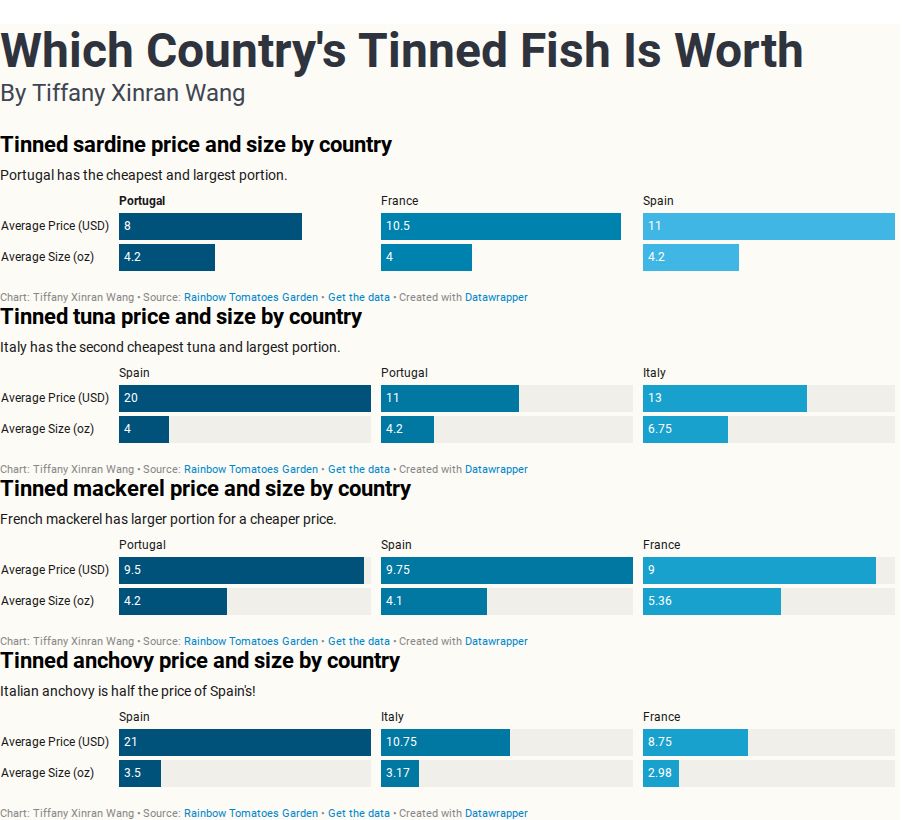 Which Country's Tinned Fish Is Worth
By Tiffany Xinran Wang
Tinned sardine price and size by country
Portugal has the cheapest and largest portion.
Portugal France Spain
Average Price (USD) 8 10.5 11
Average Size (oz) 4.2 4 4.2
Chart: Tiffany Xinran Wang • Source: Rainbow Tomatoes Garden • Get the data • Created with Datawrapper
Tinned tuna price and size by country
Italy has the second cheapest tuna and largest portion.
Spain Portugal Italy
Average Price (USD) 20 11 13
Average Size (oz) 4 4.2 6.75
Chart: Tiffany Xinran Wang • Source: Rainbow Tomatoes Garden • Get the data • Created with Datawrapper
Tinned mackerel price and size by country
French mackerel has larger portion for a cheaper price.
Portugal Spain France
Average Price (USD) 9.5 9.75 9
Average Size (oz) 4.2 4.1 5.36
Chart: Tiffany Xinran Wang • Source: Rainbow Tomatoes Garden • Get the data • Created with Datawrapper
Tinned anchovy price and size by country
Italian anchovy is half the price of Spain's!
Spain Italy France
Average Price (USD) 21 10.75 8.75
Average Size (oz) 3.5 3.17 2.98
Chart: Tiffany Xinran Wang • Source: Rainbow Tomatoes Garden • Get the data • Created with Datawrapper